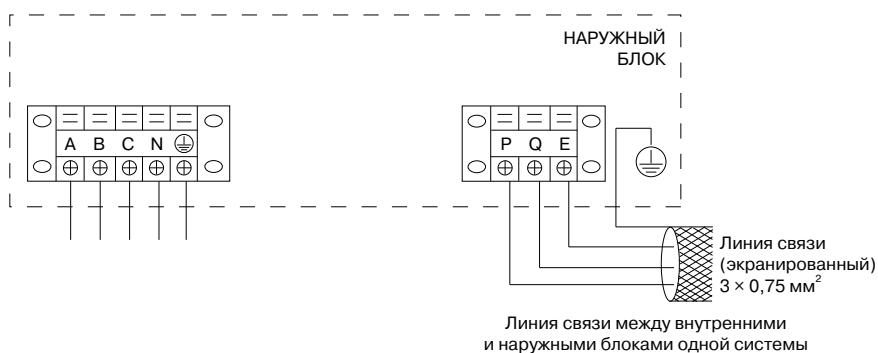 НАРУЖНЫЙ
БЛОК
A B C N
P Q E
Линия связи
(экранированный)
3 × 0,75 мм²
Линия связи между внутренними
и наружными блоками одной системы